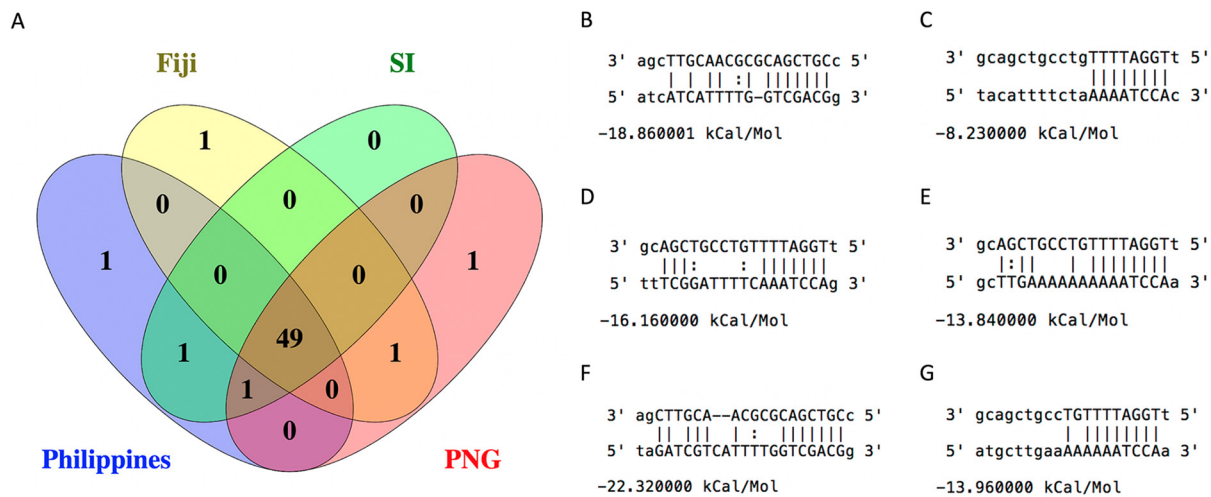 A
Fiji
SI
1
0
0
0
0
1
1
0
0
49
1
1
1
0
0
Philippines
PNG
B
3' agcTTGCAACGCGCAGCTGCc 5'
| | || :| |||||||
5' atcATCATTTTG-GTCGACGg 3'
-18.860001 kCal/Mol
C
3' gcagctgcctgTTTTAGGTt 5'
||||||||
5' tacattttctaAAAATCCAc 3'
-8.230000 kCal/Mol
D
3' gcAGCTGCCTGTTTTAGGTt 5'
|||: : |||||||
5' ttTCGGATTTTCAAATCCAg 3'
-16.160000 kCal/Mol
E
3' gcAGCTGCCTGTTTTAGGTt 5'
|:|| | ||||||||
5' gcTTGAAAAAAAAAATCCAa 3'
-13.840000 kCal/Mol
F
3' agCTTGCA--ACGCGCAGCTGCc 5'
|| ||| | : |||||||
5' taGATCGTCATTTTGGTCGACGg 3'
-22.320000 kCal/Mol
G
3' gcagctgccTGTTTTAGGTt 5'
| ||||||||
5' atgcttgaaAAAAAATCCAa 3'
-13.960000 kCal/Mol